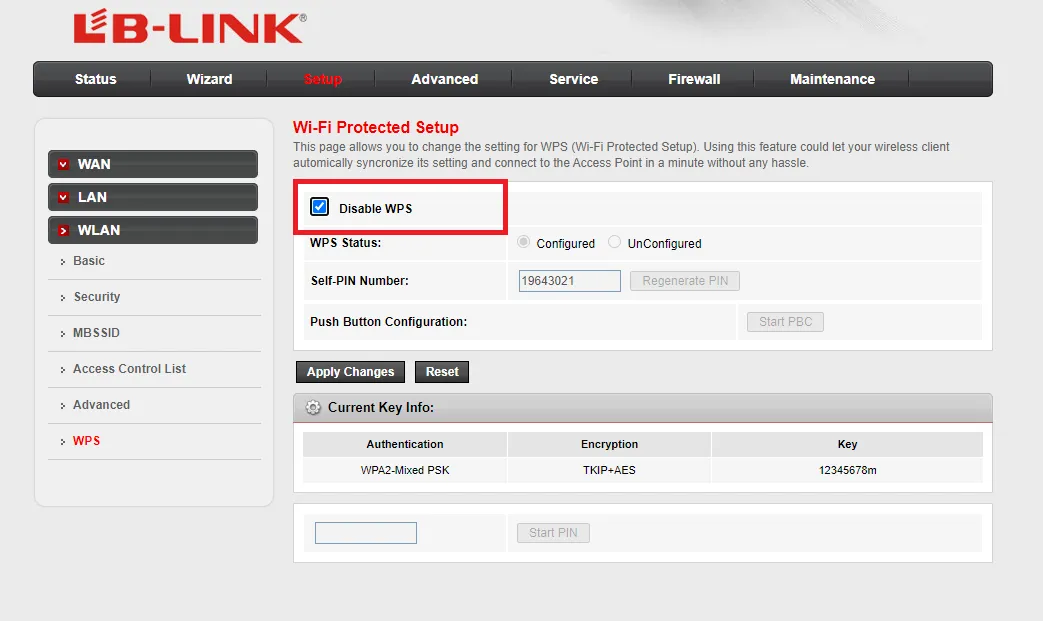 LB-LINK®
Status Wizard Setup Advanced Service Firewall Maintenance
WAN
LAN
WLAN
Basic
Security
MBSSID
Access Control List
Advanced
WPS
Wi-Fi Protected Setup
This page allows you to change the setting for WPS (Wi-Fi Protected Setup). Using this feature could let your wireless client
automically syncronize its setting and connect to the Access Point in a minute without any hassle.
Disable WPS
WPS Status: Configured UnConfigured
Self-PIN Number: 19643021 Regenerate PIN
Push Button Configuration: Start PBC
Apply Changes Reset
Current Key Info:
Authentication Encryption Key
WPA2-Mixed PSK TKIP+AES 12345678m
Start PIN